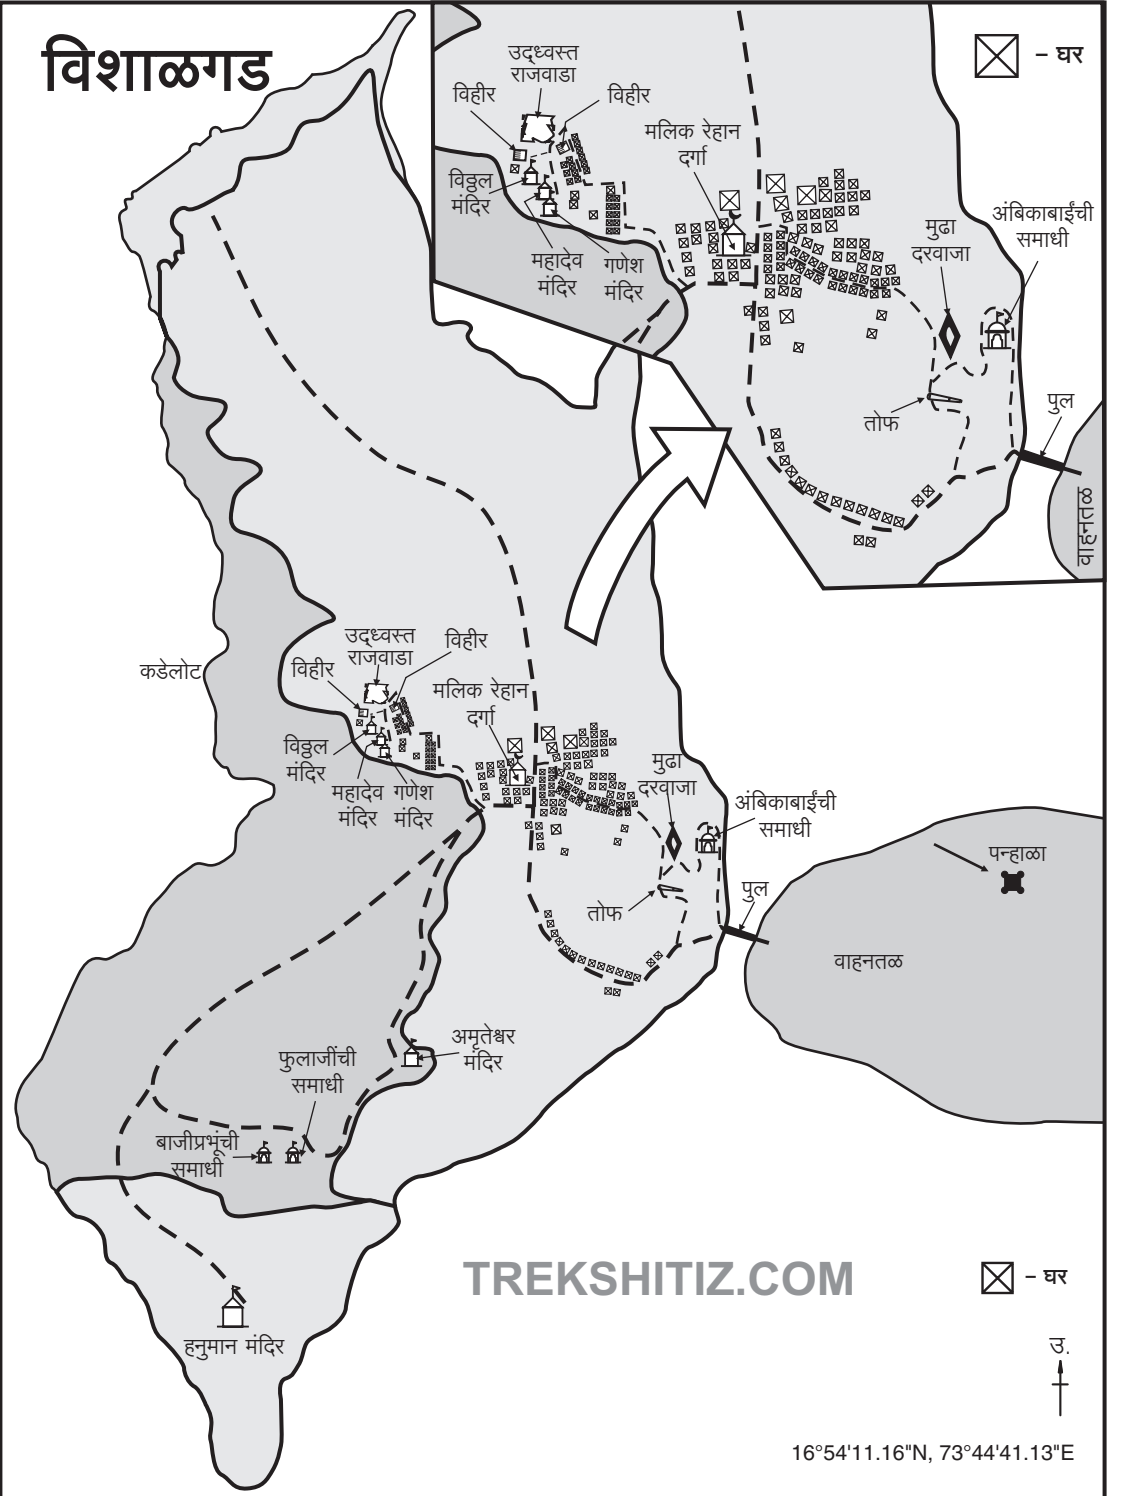 विशाळगड
उद्ध्वस्त
राजवाडा
विहीर
विहीर
मलिक रेहान
दर्गा
विठ्ठल
मंदिर
महादेव
मंदिर
गणेश
मंदिर
मुढा
दरवाजा
अंबिकाबाईंची
समाधी
तोफ
पुल
वाहनतळ
– घर
कडेलोट
उद्ध्वस्त
राजवाडा
विहीर
विहीर
मलिक रेहान
दर्गा
विठ्ठल
मंदिर
महादेव
मंदिर
गणेश
मंदिर
मुढा
दरवाजा
अंबिकाबाईंची
समाधी
तोफ
पुल
पन्हाळा
वाहनतळ
अमृतेश्वर
मंदिर
फुलाजींची
समाधी
बाजीप्रभूंची
समाधी
हनुमान मंदिर
TREKSHITIZ.COM
– घर
उ.
16°54'11.16"N, 73°44'41.13"E